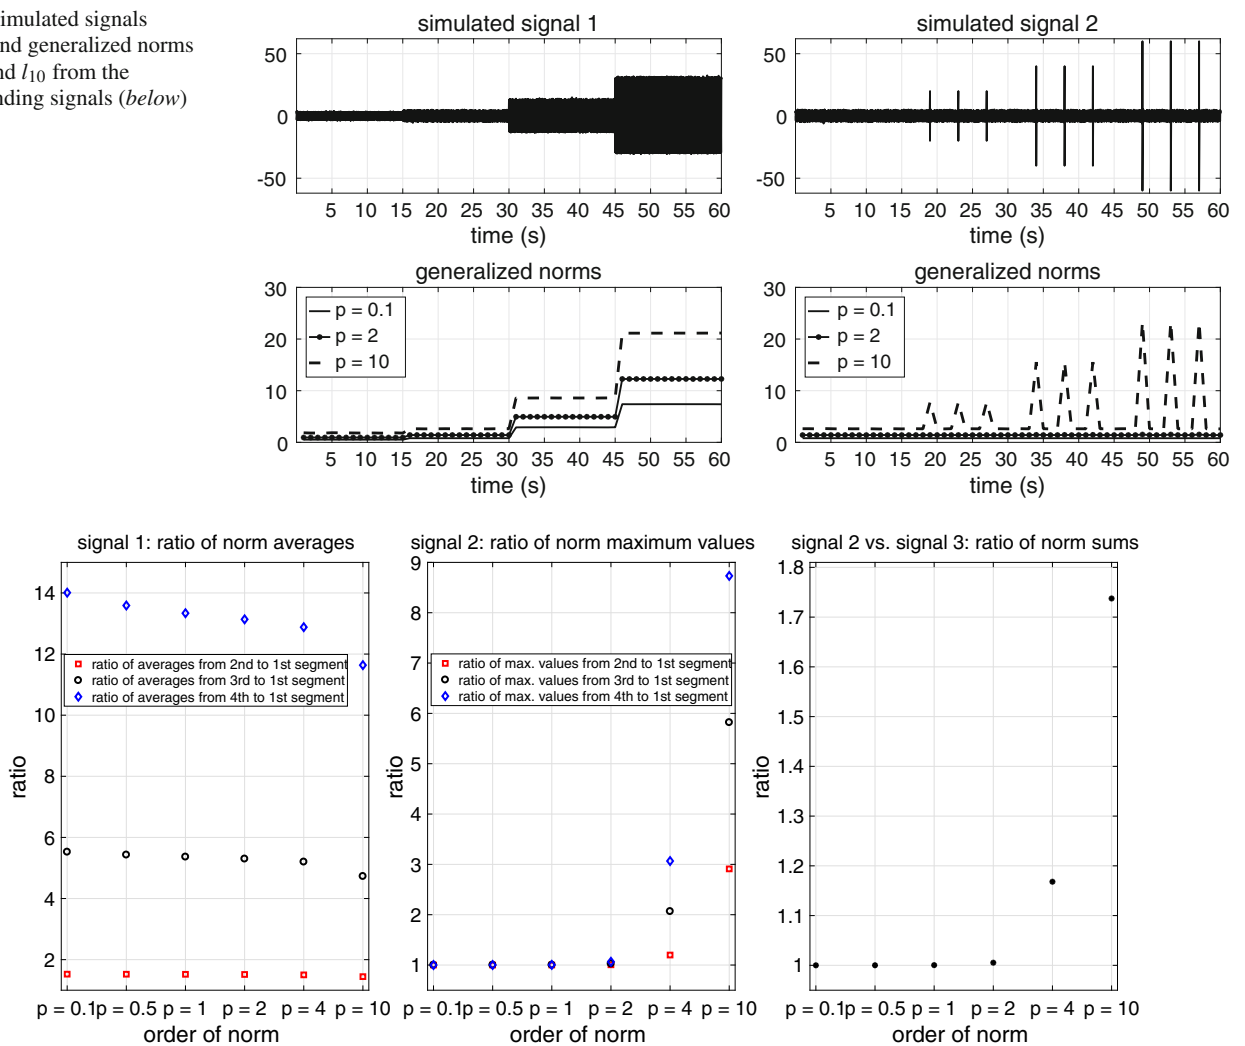 simulated signals
and generalized norms
and l10 from the
nding signals (below)
simulated signal 1
50
0
-50
5 10 15 20 25 30 35 40 45 50 55 60
time (s)
simulated signal 2
50
0
-50
5 10 15 20 25 30 35 40 45 50 55 60
time (s)
generalized norms
30
20
10
0
p = 0.1
p = 2
p = 10
5 10 15 20 25 30 35 40 45 50 55 60
time (s)
generalized norms
30
20
10
0
p = 0.1
p = 2
p = 10
5 10 15 20 25 30 35 40 45 50 55 60
time (s)
signal 1: ratio of norm averages
14
12
10
8
6
4
2
ratio
ratio of averages from 2nd to 1st segment
ratio of averages from 3rd to 1st segment
ratio of averages from 4th to 1st segment
p = 0.1 p = 0.5 p = 1 p = 2 p = 4 p = 10
order of norm
signal 2: ratio of norm maximum values
9
8
7
6
5
4
3
2
1
ratio
ratio of max. values from 2nd to 1st segment
ratio of max. values from 3rd to 1st segment
ratio of max. values from 4th to 1st segment
p = 0.1 p = 0.5 p = 1 p = 2 p = 4 p = 10
order of norm
signal 2 vs. signal 3: ratio of norm sums
1.8
1.7
1.6
1.5
1.4
1.3
1.2
1.1
1
ratio
p = 0.1 p = 0.5 p = 1 p = 2 p = 4 p = 10
order of norm